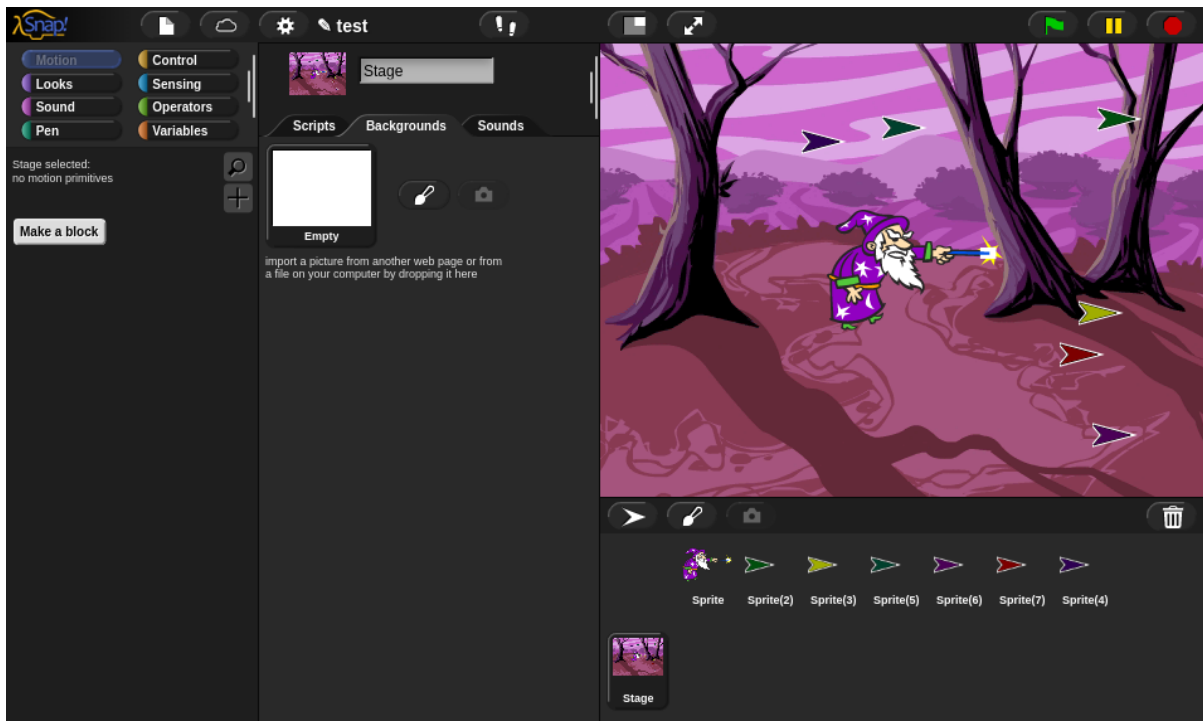 λSnap!
✎ test
Motion
Control
Looks
Sensing
Sound
Operators
Pen
Variables
Stage selected:
no motion primitives
Make a block
Stage
Scripts
Backgrounds
Sounds
Empty
import a picture from another web page or from
a file on your computer by dropping it here
Sprite
Sprite(2)
Sprite(3)
Sprite(5)
Sprite(6)
Sprite(7)
Sprite(4)
Stage